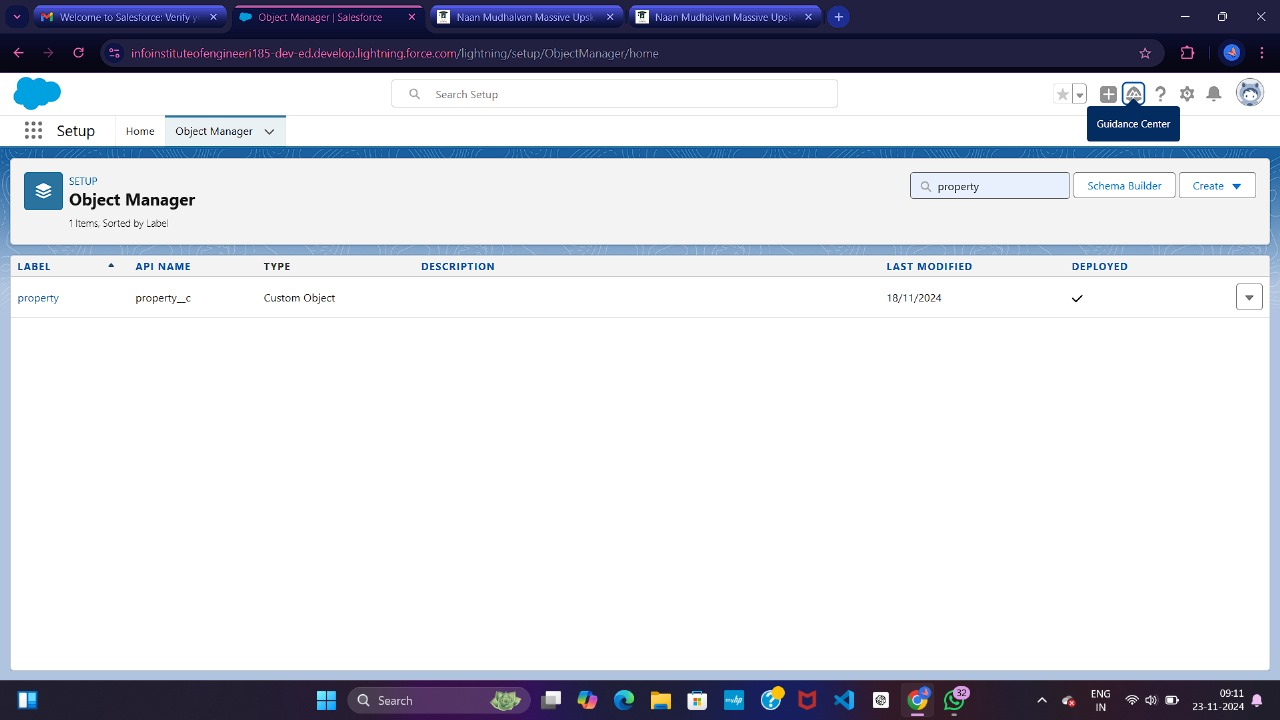 Welcome to Salesforce: Verify y
Object Manager | Salesforce
Naan Mudhalvan Massive Upsk
Naan Mudhalvan Massive Upsk
infoinstituteofengineeri185-dev-ed.develop.lightning.force.com/lightning/setup/ObjectManager/home
Search Setup
Guidance Center
Setup
Home
Object Manager
SETUP
Object Manager
1 Items, Sorted by Label
property
Schema Builder
Create
LABEL API NAME TYPE DESCRIPTION LAST MODIFIED DEPLOYED
property property__c Custom Object 18/11/2024
Search
32
ENG
IN
09:11
23-11-2024